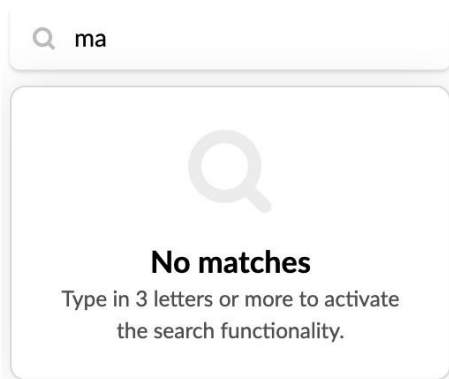 ma
No matches
Type in 3 letters or more to activate
the search functionality.